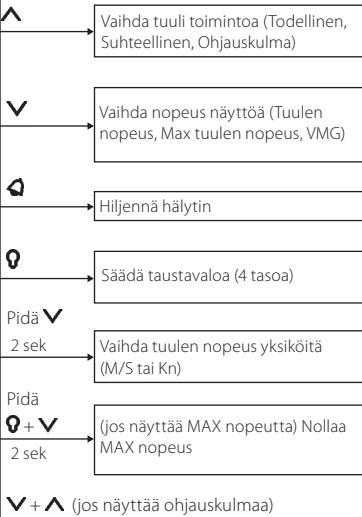 Vaihda tuuli toimintoa (Todellinen,
Suhteellinen, Ohjauskulma)
Vaihda nopeus näyttöä (Tuulen
nopeus, Max tuulen nopeus, VMG)
Hiljennä hälytin
Säädä taustavaloa (4 tasoa)
Pidä
2 sek
Vaihda tuulen nopeus yksiköitä
(M/S tai Kn)
Pidä
+
2 sek
(jos näyttää MAX nopeutta) Nollaa
MAX nopeus
+ (jos näyttää ohjauskulmaa)